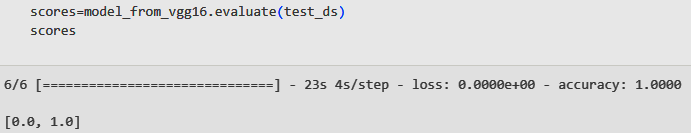 scores=model_from_vgg16.evaluate(test_ds)
scores
6/6 [==============================] - 23s 4s/step - loss: 0.0000e+00 - accuracy: 1.0000
[0.0, 1.0]